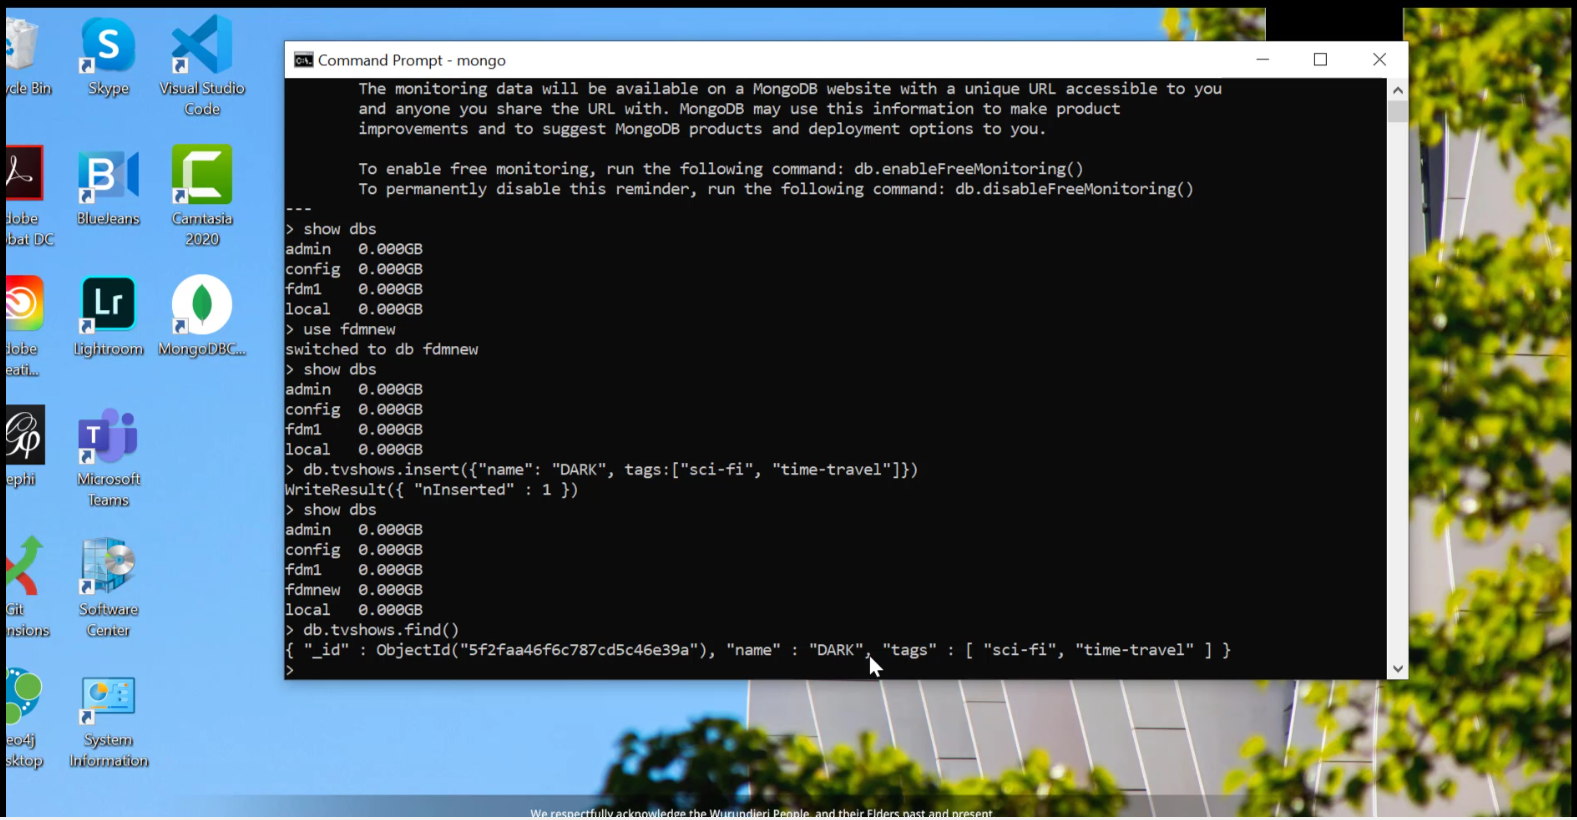 Command Prompt - mongo
The monitoring data will be available on a MongoDB website with a unique URL accessible to you
and anyone you share the URL with. MongoDB may use this information to make product
improvements and to suggest MongoDB products and deployment options to you.
To enable free monitoring, run the following command: db.enableFreeMonitoring()
To permanently disable this reminder, run the following command: db.disableFreeMonitoring()
---
> show dbs
admin 0.000GB
config 0.000GB
fdm1 0.000GB
local 0.000GB
> use fdmnew
switched to db fdmnew
> show dbs
admin 0.000GB
config 0.000GB
fdm1 0.000GB
local 0.000GB
> db.tvshows.insert({"name": "DARK", tags:["sci-fi", "time-travel"]})
WriteResult({ "nInserted" : 1 })
> show dbs
admin 0.000GB
config 0.000GB
fdm1 0.000GB
fdmnew 0.000GB
local 0.000GB
> db.tvshows.find()
{ "_id" : ObjectId("5f2faa46f6c787cd5c46e39a"), "name" : "DARK", "tags" : [ "sci-fi", "time-travel" ] }
>
ycle Bin
Skype
Visual Studio
Code
dobe
bat DC
BlueJeans
Camtasia
2020
dobe
eati...
Lightroom
MongoDBC...
ephi
Microsoft
Teams
Git
nsions
Software
Center
eo4j
sktop
System
Information
We respectfully acknowledge the Wurundjeri People, and their Elders past and present